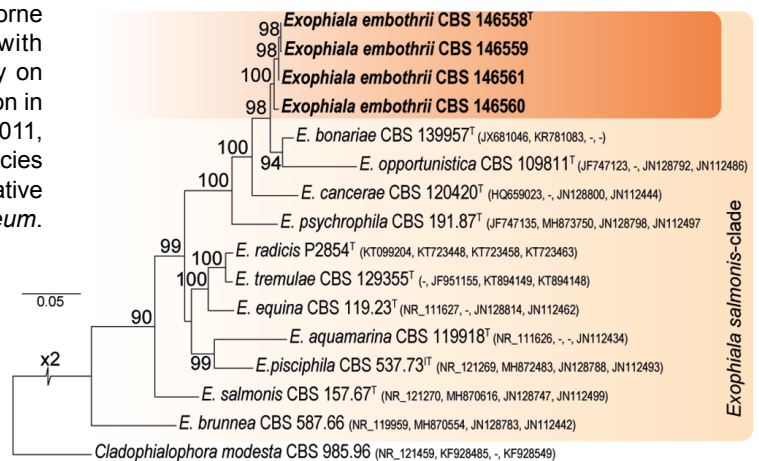 orne
with
y on
on in
011,
cies
ative
eum.
98
Exophiala embothrii CBS 146558T
98
Exophiala embothrii CBS 146559
100
Exophiala embothrii CBS 146561
98
Exophiala embothrii CBS 146560
100
E. bonariae CBS 139957T (JX681046, KR781083, -, -)
94
E. opportunistica CBS 109811T (JF747123, -, JN128792, JN112486)
100
E. cancerae CBS 120420T (HQ659023, -, JN128800, JN112444)
E. psychrophila CBS 191.87T (JF747135, MH873750, JN128798, JN112497
99
100
E. radicis P2854T (KT099204, KT723448, KT723458, KT723463)
100
E. tremulae CBS 129355T (-, JF951155, KT894149, KT894148)
E. equina CBS 119.23T (NR_111627, -, JN128814, JN112462)
0.05
90
E. aquamarina CBS 119918T (NR_111626, -, -, JN112434)
99
E.pisciphila CBS 537.73IT (NR_121269, MH872483, JN128788, JN112493)
x2
E. salmonis CBS 157.67T (NR_121270, MH870616, JN128747, JN112499)
E. brunnea CBS 587.66 (NR_119959, MH870554, JN128783, JN112442)
Cladophialophora modesta CBS 985.96 (NR_121459, KF928485, -, KF928549)
Exophiala salmonis-clade